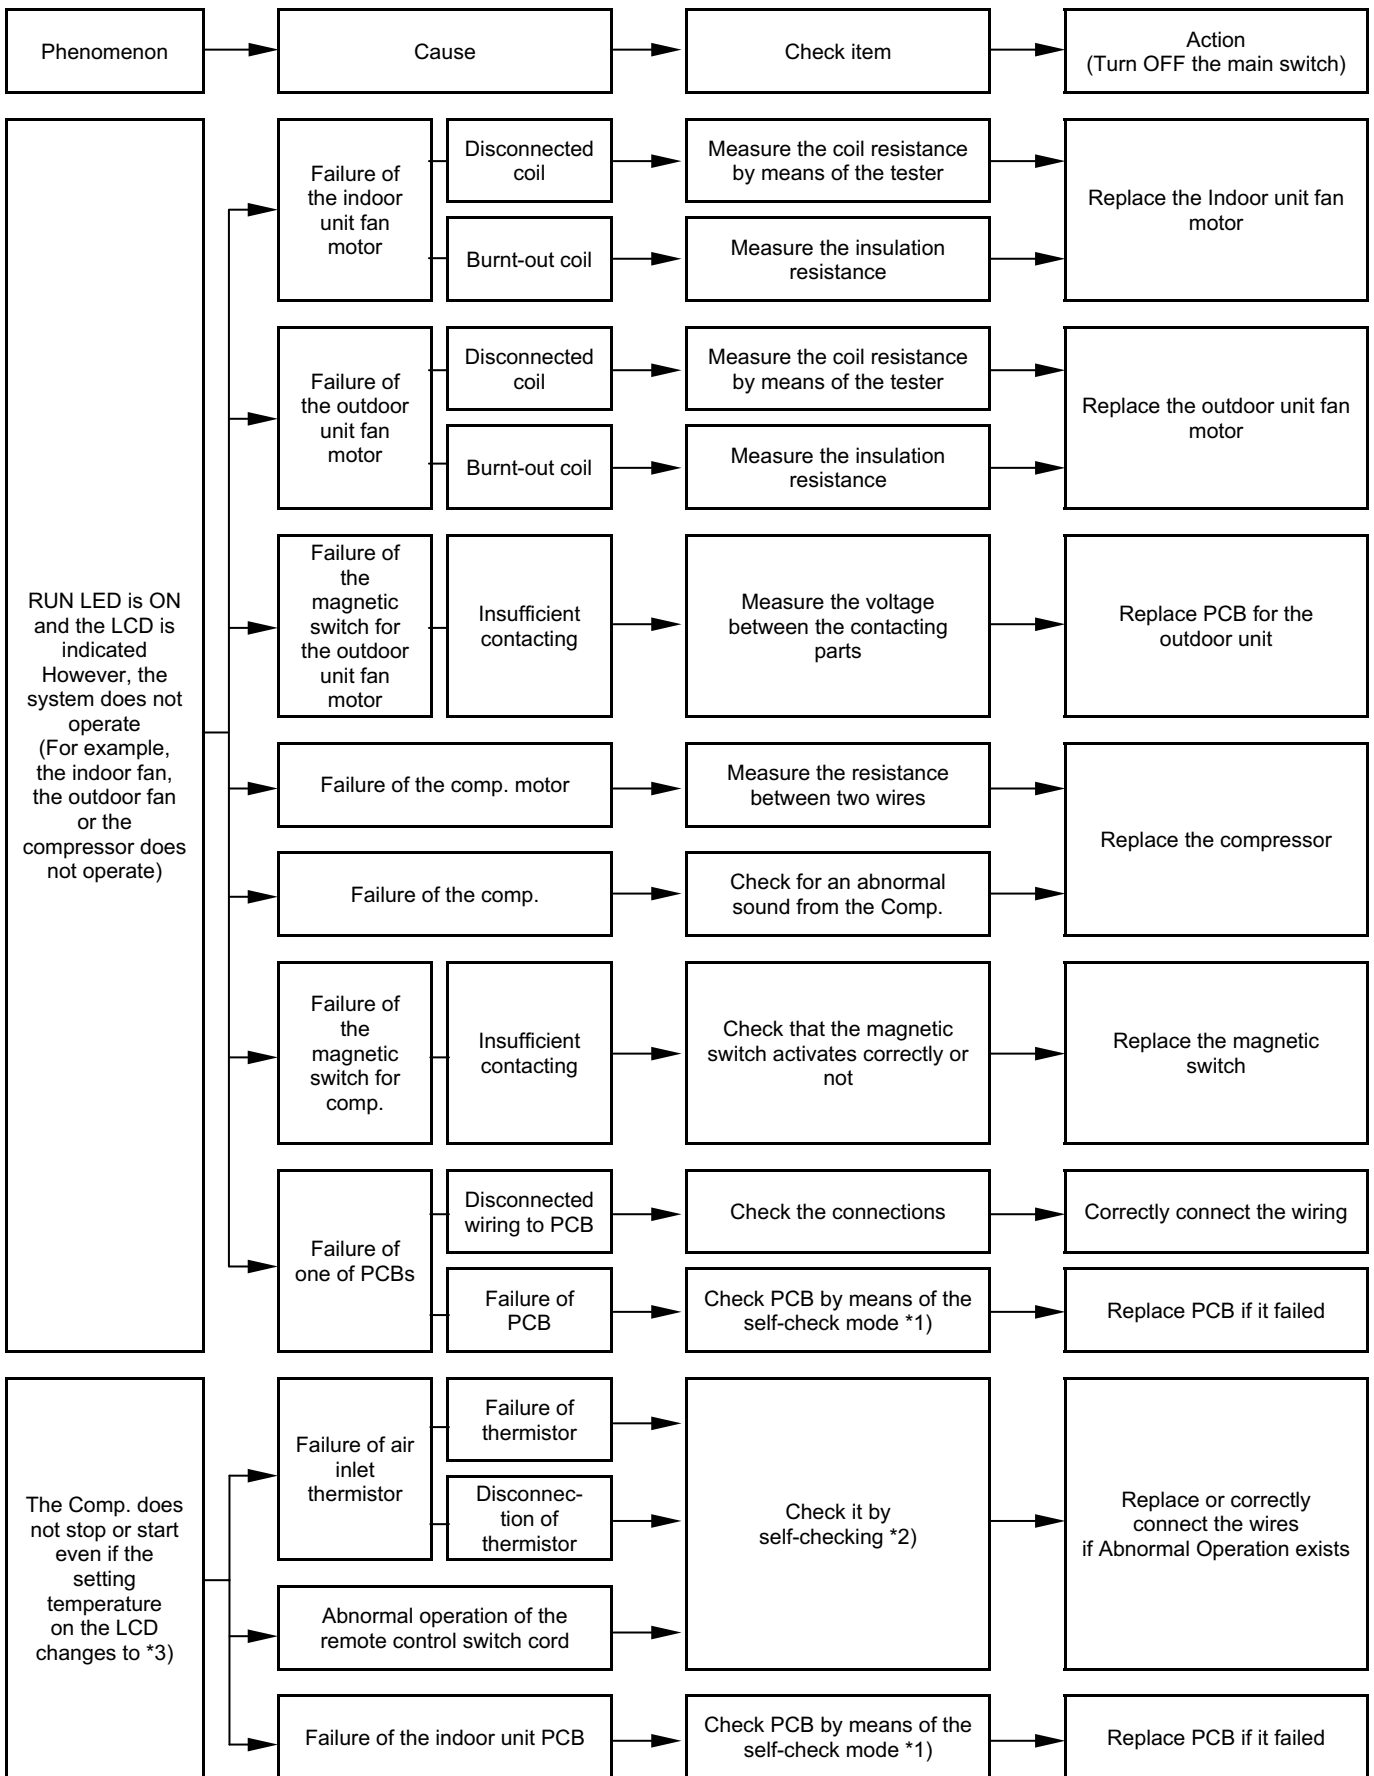 Phenomenon
Cause
Check item
Action
(Turn OFF the main switch)
RUN LED is ON
and the LCD is
indicated
However, the
system does not
operate
(For example,
the indoor fan,
the outdoor fan
or the
compressor does
not operate)
Failure of
the indoor
unit fan
motor
Disconnected
coil
Measure the coil resistance
by means of the tester
Burnt-out coil
Measure the insulation
resistance
Replace the Indoor unit fan
motor
Failure of
the outdoor
unit fan
motor
Disconnected
coil
Measure the coil resistance
by means of the tester
Burnt-out coil
Measure the insulation
resistance
Replace the outdoor unit fan
motor
Failure of
the
magnetic
switch for
the outdoor
unit fan
motor
Insufficient
contacting
Measure the voltage
between the contacting
parts
Replace PCB for the
outdoor unit
Failure of the comp. motor
Measure the resistance
between two wires
Failure of the comp.
Check for an abnormal
sound from the Comp.
Replace the compressor
Failure of
the
magnetic
switch for
comp.
Insufficient
contacting
Check that the magnetic
switch activates correctly or
not
Replace the magnetic
switch
Failure of
one of PCBs
Disconnected
wiring to PCB
Check the connections
Correctly connect the wiring
Failure of
PCB
Check PCB by means of the
self-check mode *1)
Replace PCB if it failed
The Comp. does
not stop or start
even if the
setting
temperature
on the LCD
changes to *3)
Failure of air
inlet
thermistor
Failure of
thermistor
Disconnec-
tion of
thermistor
Abnormal operation of the
remote control switch cord
Check it by
self-checking *2)
Replace or correctly
connect the wires
if Abnormal Operation exists
Failure of the indoor unit PCB
Check PCB by means of the
self-check mode *1)
Replace PCB if it failed